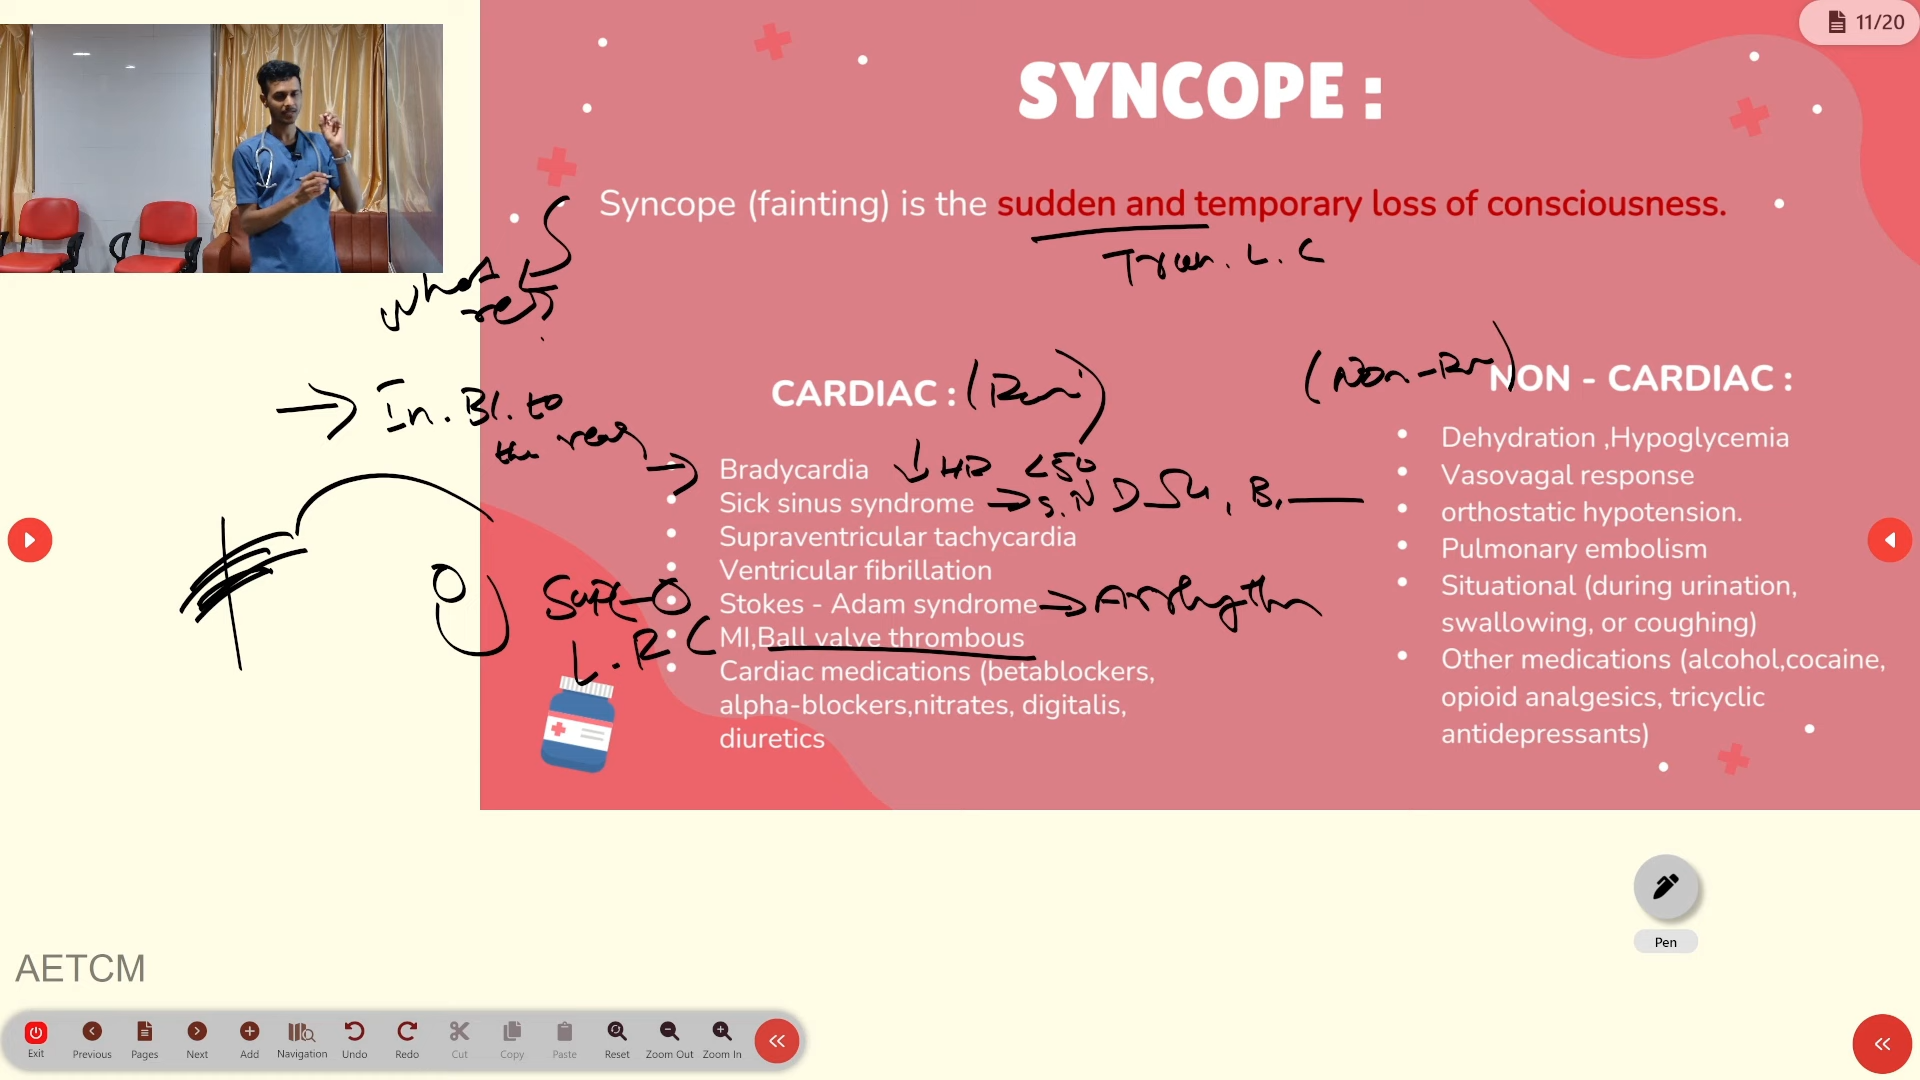 11/20
SYNCOPE :
Syncope (fainting) is the sudden and temporary loss of consciousness.
L. C
What
CARDIAC :
(Non-
NON - CARDIAC :
In. Bl. to
the
Bradycardia
<50
Sick sinus syndrome
Supraventricular tachycardia
Ventricular fibrillation
Stokes - Adam syndrome
MI,Ball valve thrombous
L. R C
Cardiac medications (betablockers,
alpha-blockers,nitrates, digitalis,
diuretics
Dehydration ,Hypoglycemia
Vasovagal response
orthostatic hypotension.
Pulmonary embolism
Situational (during urination,
swallowing, or coughing)
Other medications (alcohol,cocaine,
opioid analgesics, tricyclic
antidepressants)
Pen
AETCM
Exit
Previous
Pages
Next
Add
Navigation
Undo
Redo
Cut
Copy
Paste
Reset
Zoom Out
Zoom In